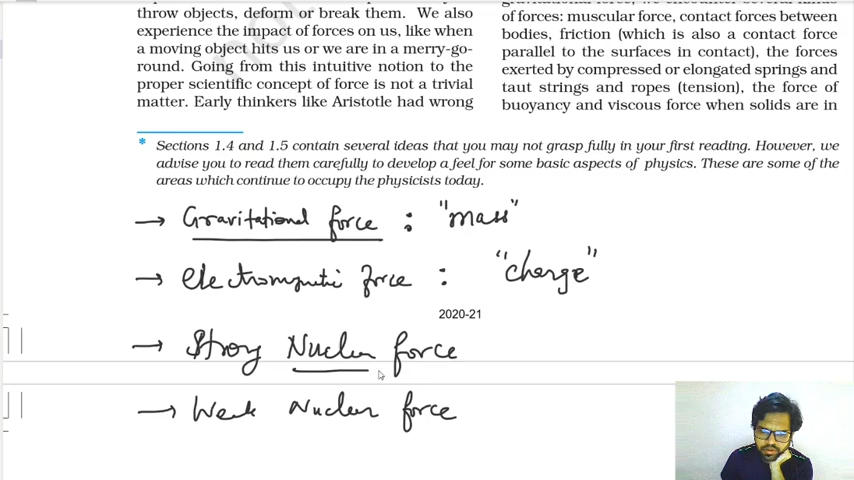 throw objects, deform or break them. We also
experience the impact of forces on us, like when
a moving object hits us or we are in a merry-go-
round. Going from this intuitive notion to the
proper scientific concept of force is not a trivial
matter. Early thinkers like Aristotle had wrong
of forces: muscular force, contact forces between
bodies, friction (which is also a contact force
parallel to the surfaces in contact), the forces
exerted by compressed or elongated springs and
taut strings and ropes (tension), the force of
buoyancy and viscous force when solids are in
* Sections 1.4 and 1.5 contain several ideas that you may not grasp fully in your first reading. However, we
advise you to read them carefully to develop a feel for some basic aspects of physics. These are some of the
areas which continue to occupy the physicists today.
→ Gravitational force : "mass"
→ electromagnetic force : "charge"
2020-21
→ Strong Nuclear force
→ Weak Nuclear force